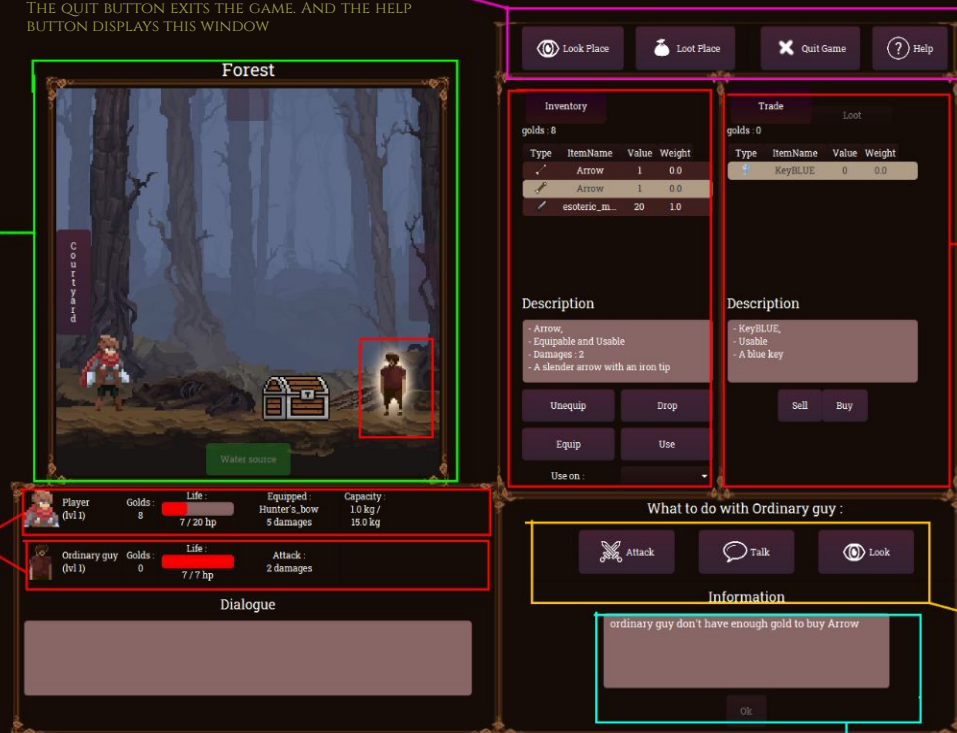 The quit button exits the game. And the help
button displays this window
Look Place
Loot Place
Quit Game
? Help
Forest
Courtyard
Water source
Inventory
golds : 8
Type ItemName Value Weight
Arrow 1 0.0
Arrow 1 0.0
esoteric_m... 20 1.0
Description
- Arrow,
- Equipable and Usable
- Damages : 2
- A slender arrow with an iron tip
Unequip
Drop
Equip
Use
Use on :
Trade
Loot
golds : 0
Type ItemName Value Weight
KeyBLUE 0 0.0
Description
- KeyBLUE,
- Usable
- A blue key
Sell
Buy
Player
(lvl 1)
Golds :
8
Life :
7 / 20 hp
Equipped :
Hunter's_bow
5 damages
Capacity :
1.0 kg /
15.0 kg
Ordinary guy
(lvl 1)
Golds :
0
Life :
7 / 7 hp
Attack :
2 damages
Dialogue
What to do with Ordinary guy :
Attack
Talk
Look
Information
ordinary guy don't have enough gold to buy Arrow
Ok